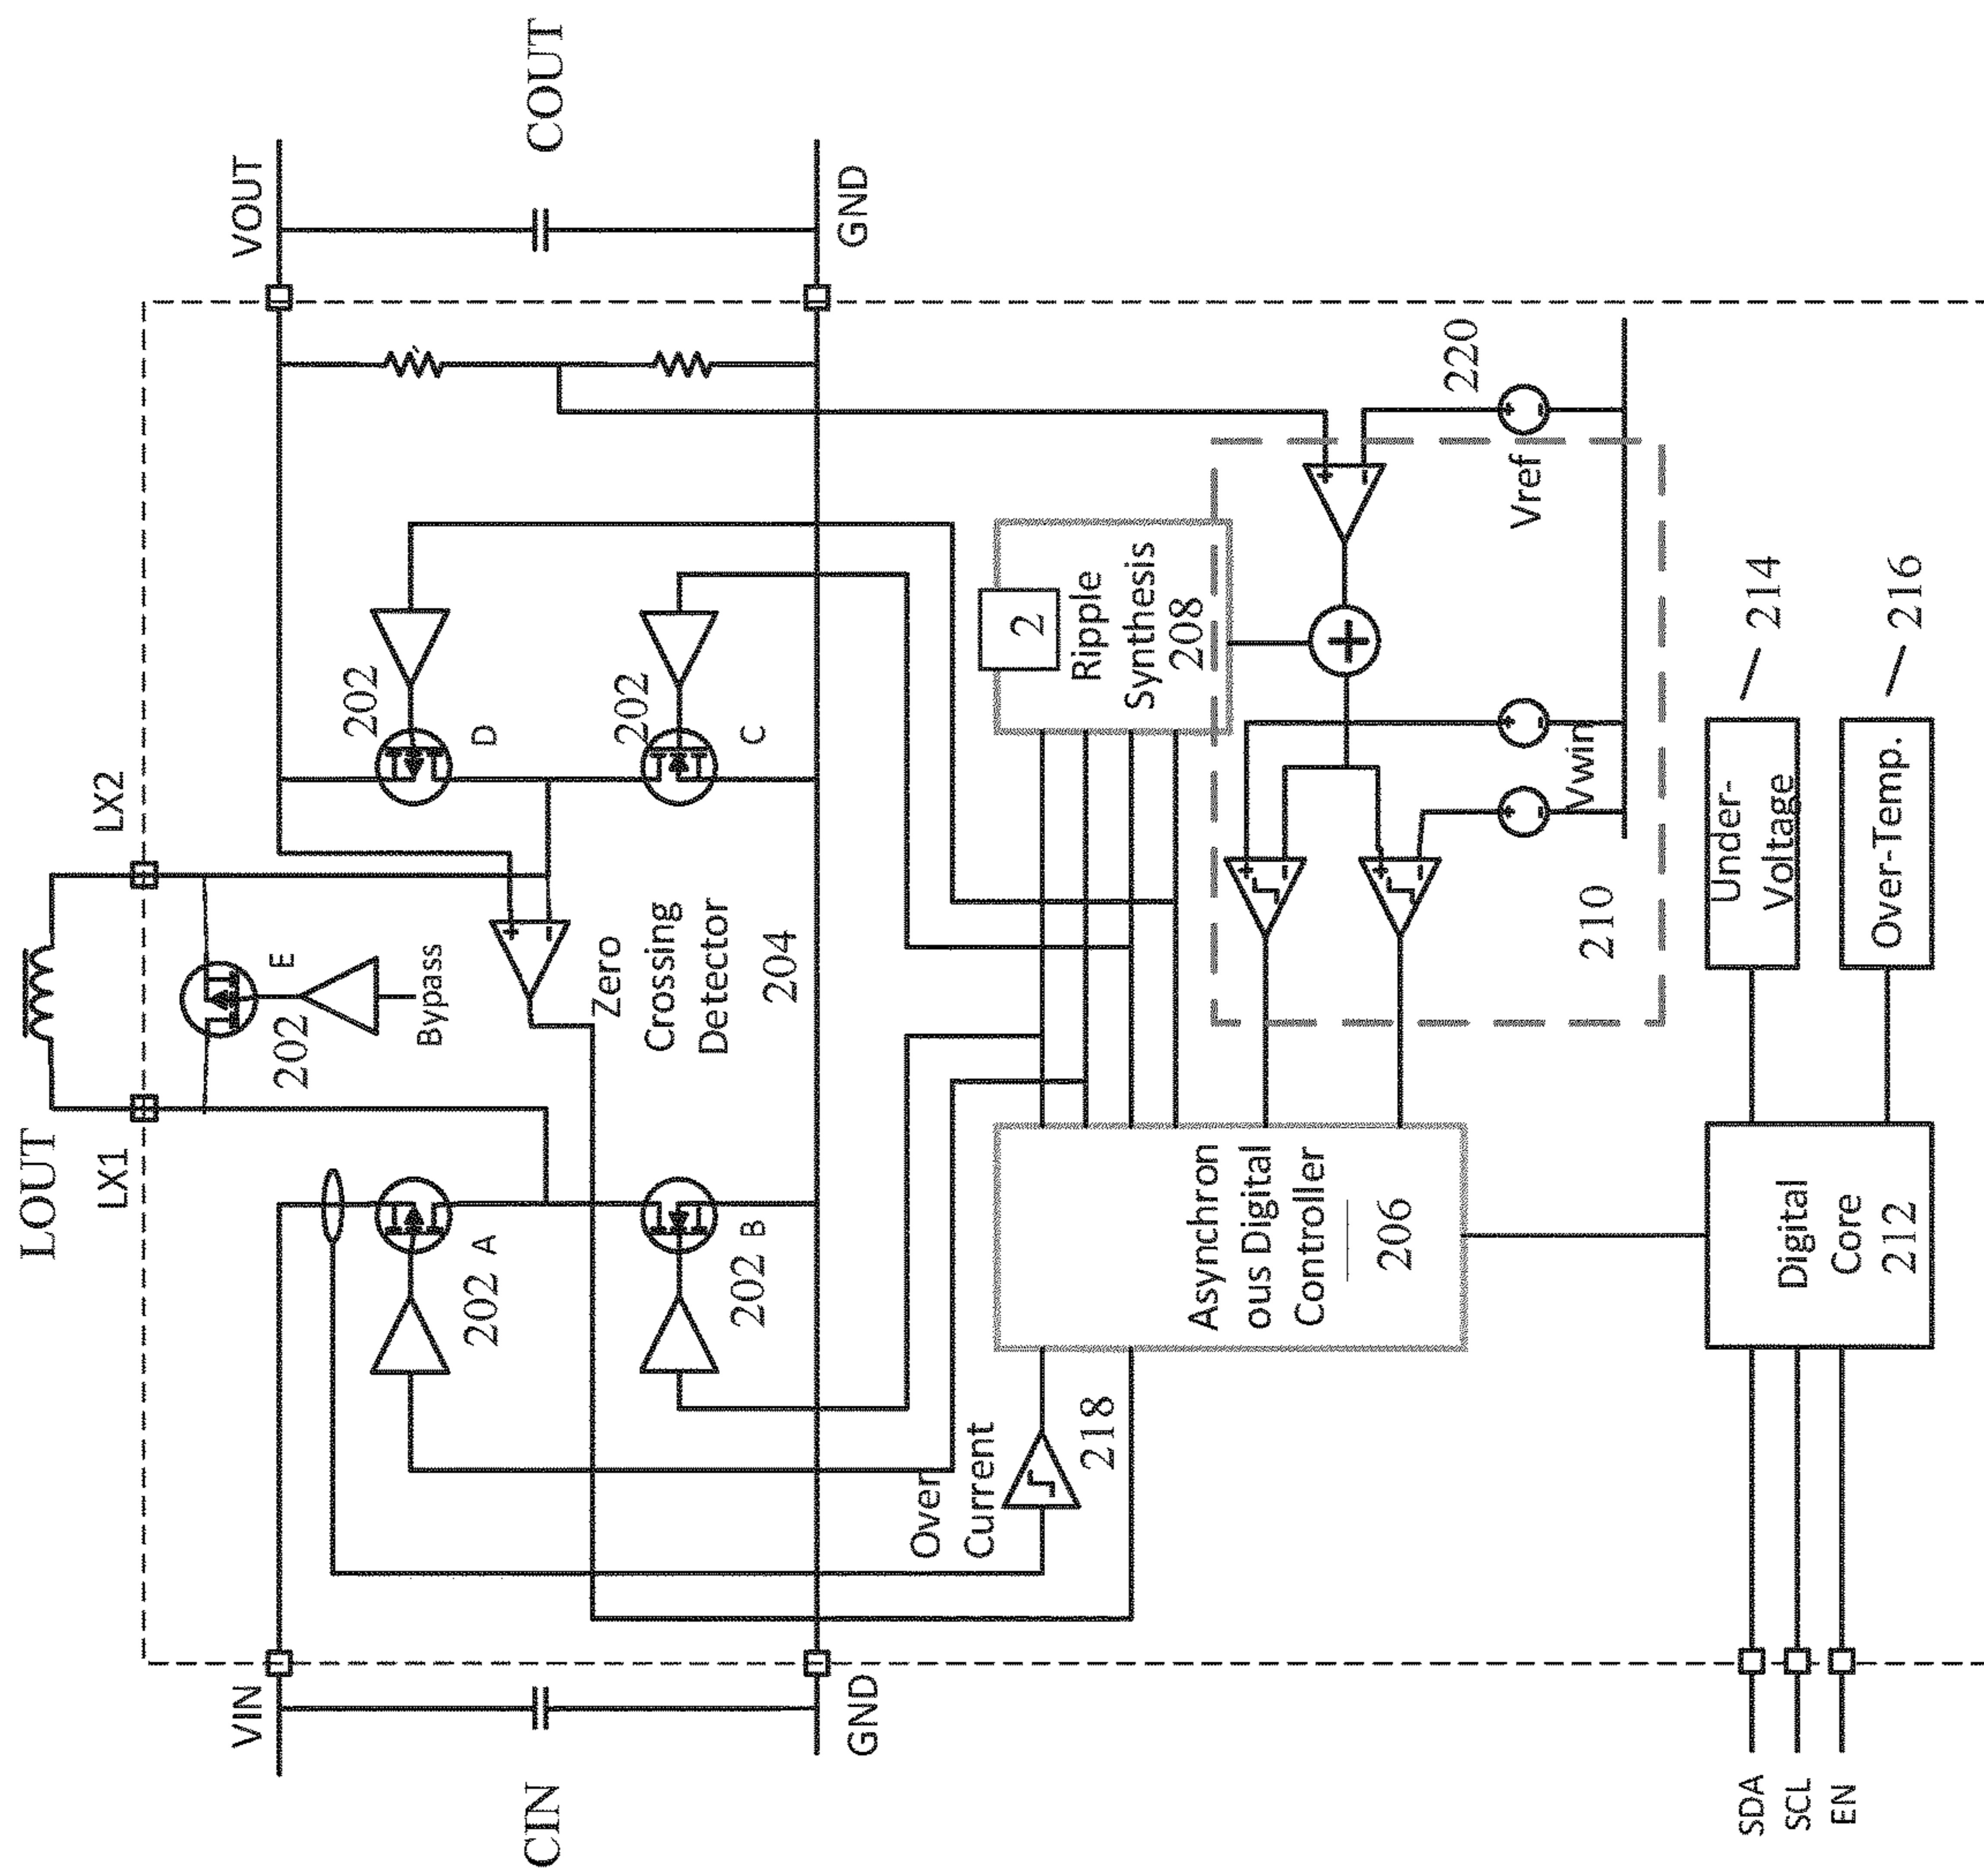 LOUT
LX1
LX2
VIN
CIN
GND
VOUT
COUT
GND
202
E
Bypass
202 A
202 B
202
D
202
C
Zero
Crossing
Detector
204
Over
Current
218
Asynchron
ous Digital
Controller
206
2
Ripple
Synthesis
208
+
-
+
-
+
-
+
-
+
-
+
220
Vref
+
-
+
-
Vwin
+
-
210
SDA
SCL
EN
Digital
Core
212
Under-
Voltage
214
Over-Temp.
216